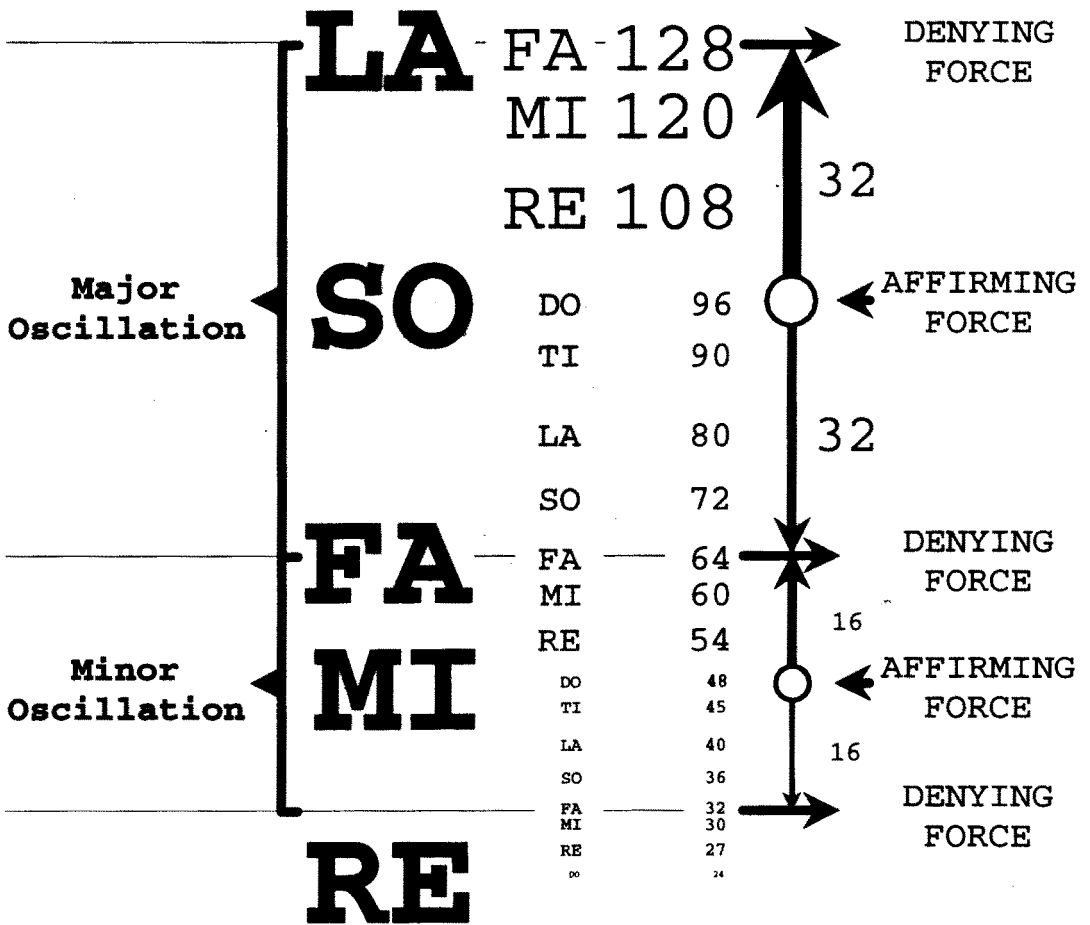 LA FA 128 DENYING
FORCE
MI 120
32
RE 108
SO
Major
Oscillation
DO 96 AFFIRMING
FORCE
TI 90
LA 80 32
SO 72
FA FA 64 DENYING
FORCE
MI 60
16
RE 54
MI
Minor
Oscillation
DO 48 AFFIRMING
FORCE
TI 45
LA 40 16
SO 36
FA 32 DENYING
FORCE
MI 30
RE 27
DO 24
RE